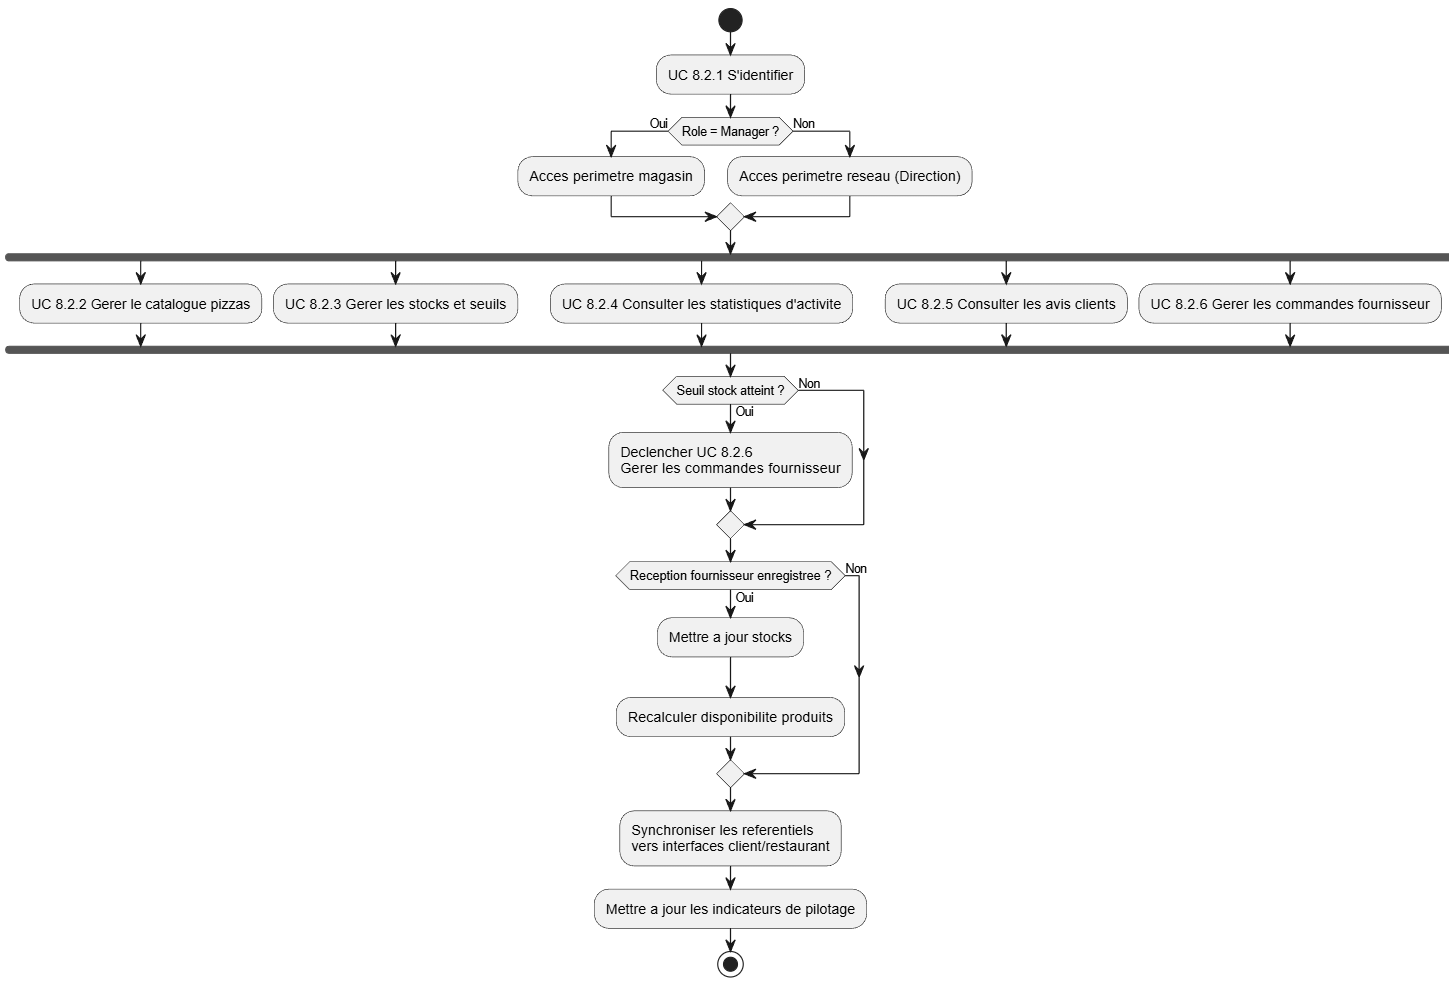 UC 8.2.1 S'identifier
Oui
Role = Manager ?
Non
Acces perimetre magasin
Acces perimetre reseau (Direction)
UC 8.2.2 Gerer le catalogue pizzas
UC 8.2.3 Gerer les stocks et seuils
UC 8.2.4 Consulter les statistiques d'activite
UC 8.2.5 Consulter les avis clients
UC 8.2.6 Gerer les commandes fournisseur
Seuil stock atteint ?
Non
Oui
Declencher UC 8.2.6
Gerer les commandes fournisseur
Reception fournisseur enregistree ?
Non
Oui
Mettre a jour stocks
Recalculer disponibilite produits
Synchroniser les referentiels
vers interfaces client/restaurant
Mettre a jour les indicateurs de pilotage